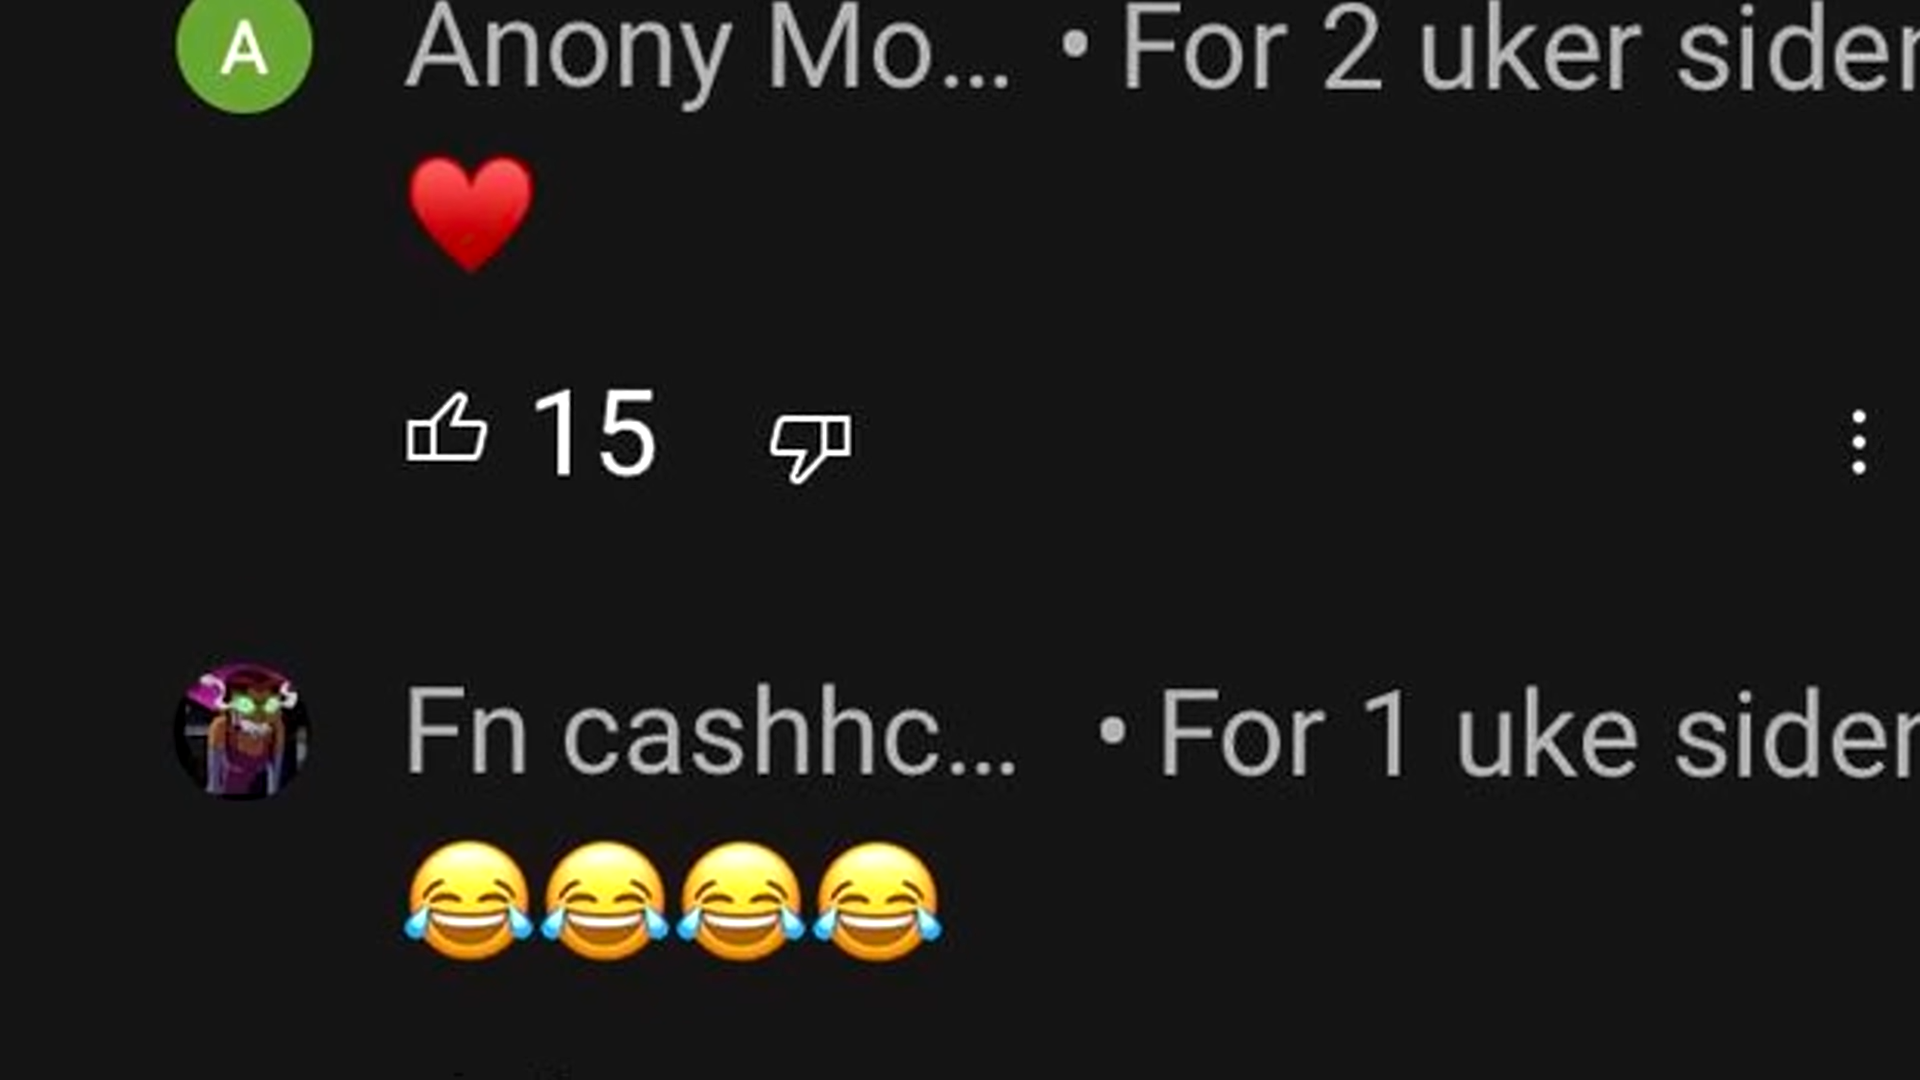 A Anony Mo... • For 2 uker siden
❤️
15
Fn cashhc... • For 1 uke siden
😂😂😂😂